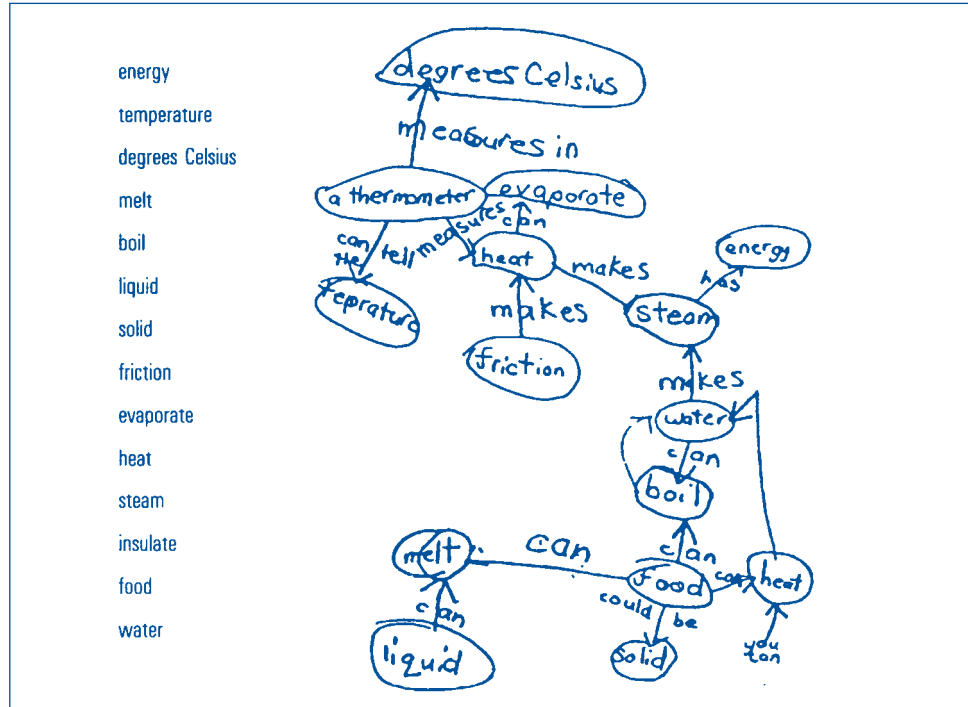 energy
temperature
degrees Celsius
melt
boil
liquid
solid
friction
evaporate
heat
steam
insulate
food
water
degrees Celsius
measures in
a thermometer
evaporate
can tell
the
measures
can
heat
makes
energy
has
steam
feprature
makes
friction
makes
water
can
boil
melt
can
can
food
can
heat
can
could be
liquid
solid
you
can